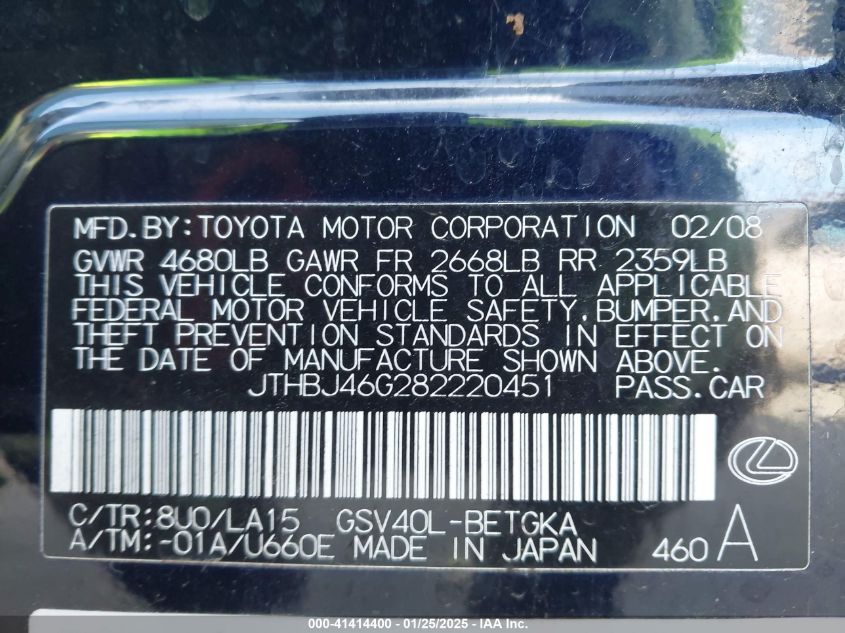 MFD.BY:TOYOTA MOTOR CORPORATION 02/08
GVWR 4680LB GAWR FR 2668LB RR 2359LB
THIS VEHICLE CONFORMS TO ALL APPLICABLE
FEDERAL MOTOR VEHICLE SAFETY,BUMPER,AND
THEFT PREVENTION STANDARDS IN EFFECT ON
THE DATE OF MANUFACTURE SHOWN ABOVE.
JTHBJ46G282220451 PASS.CAR
C/TR:8U0/LA15 GSV40L-BETGKA
A/TM:-01A/U660E MADE IN JAPAN 460 A
000-41414400 - 01/25/2025 - IAA Inc.